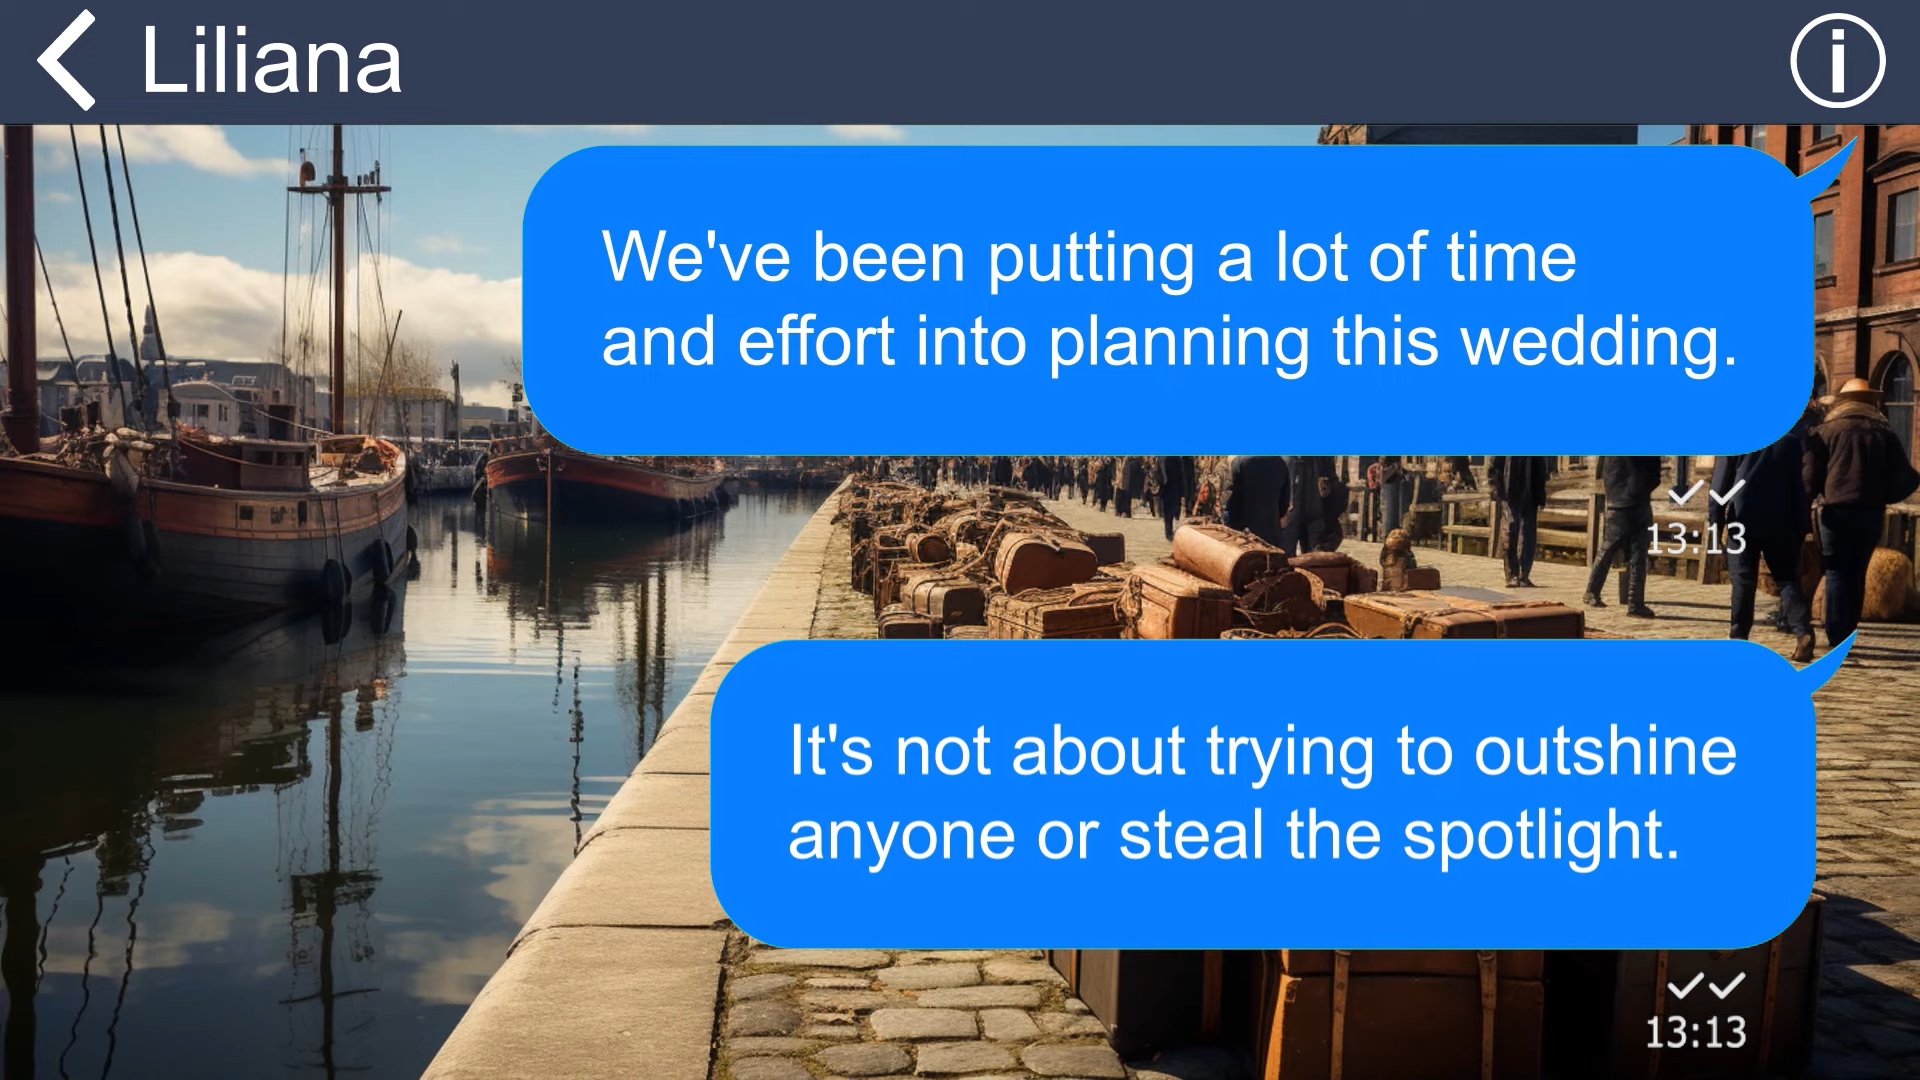 Liliana
We've been putting a lot of time
and effort into planning this wedding.
13:13
It's not about trying to outshine
anyone or steal the spotlight.
13:13